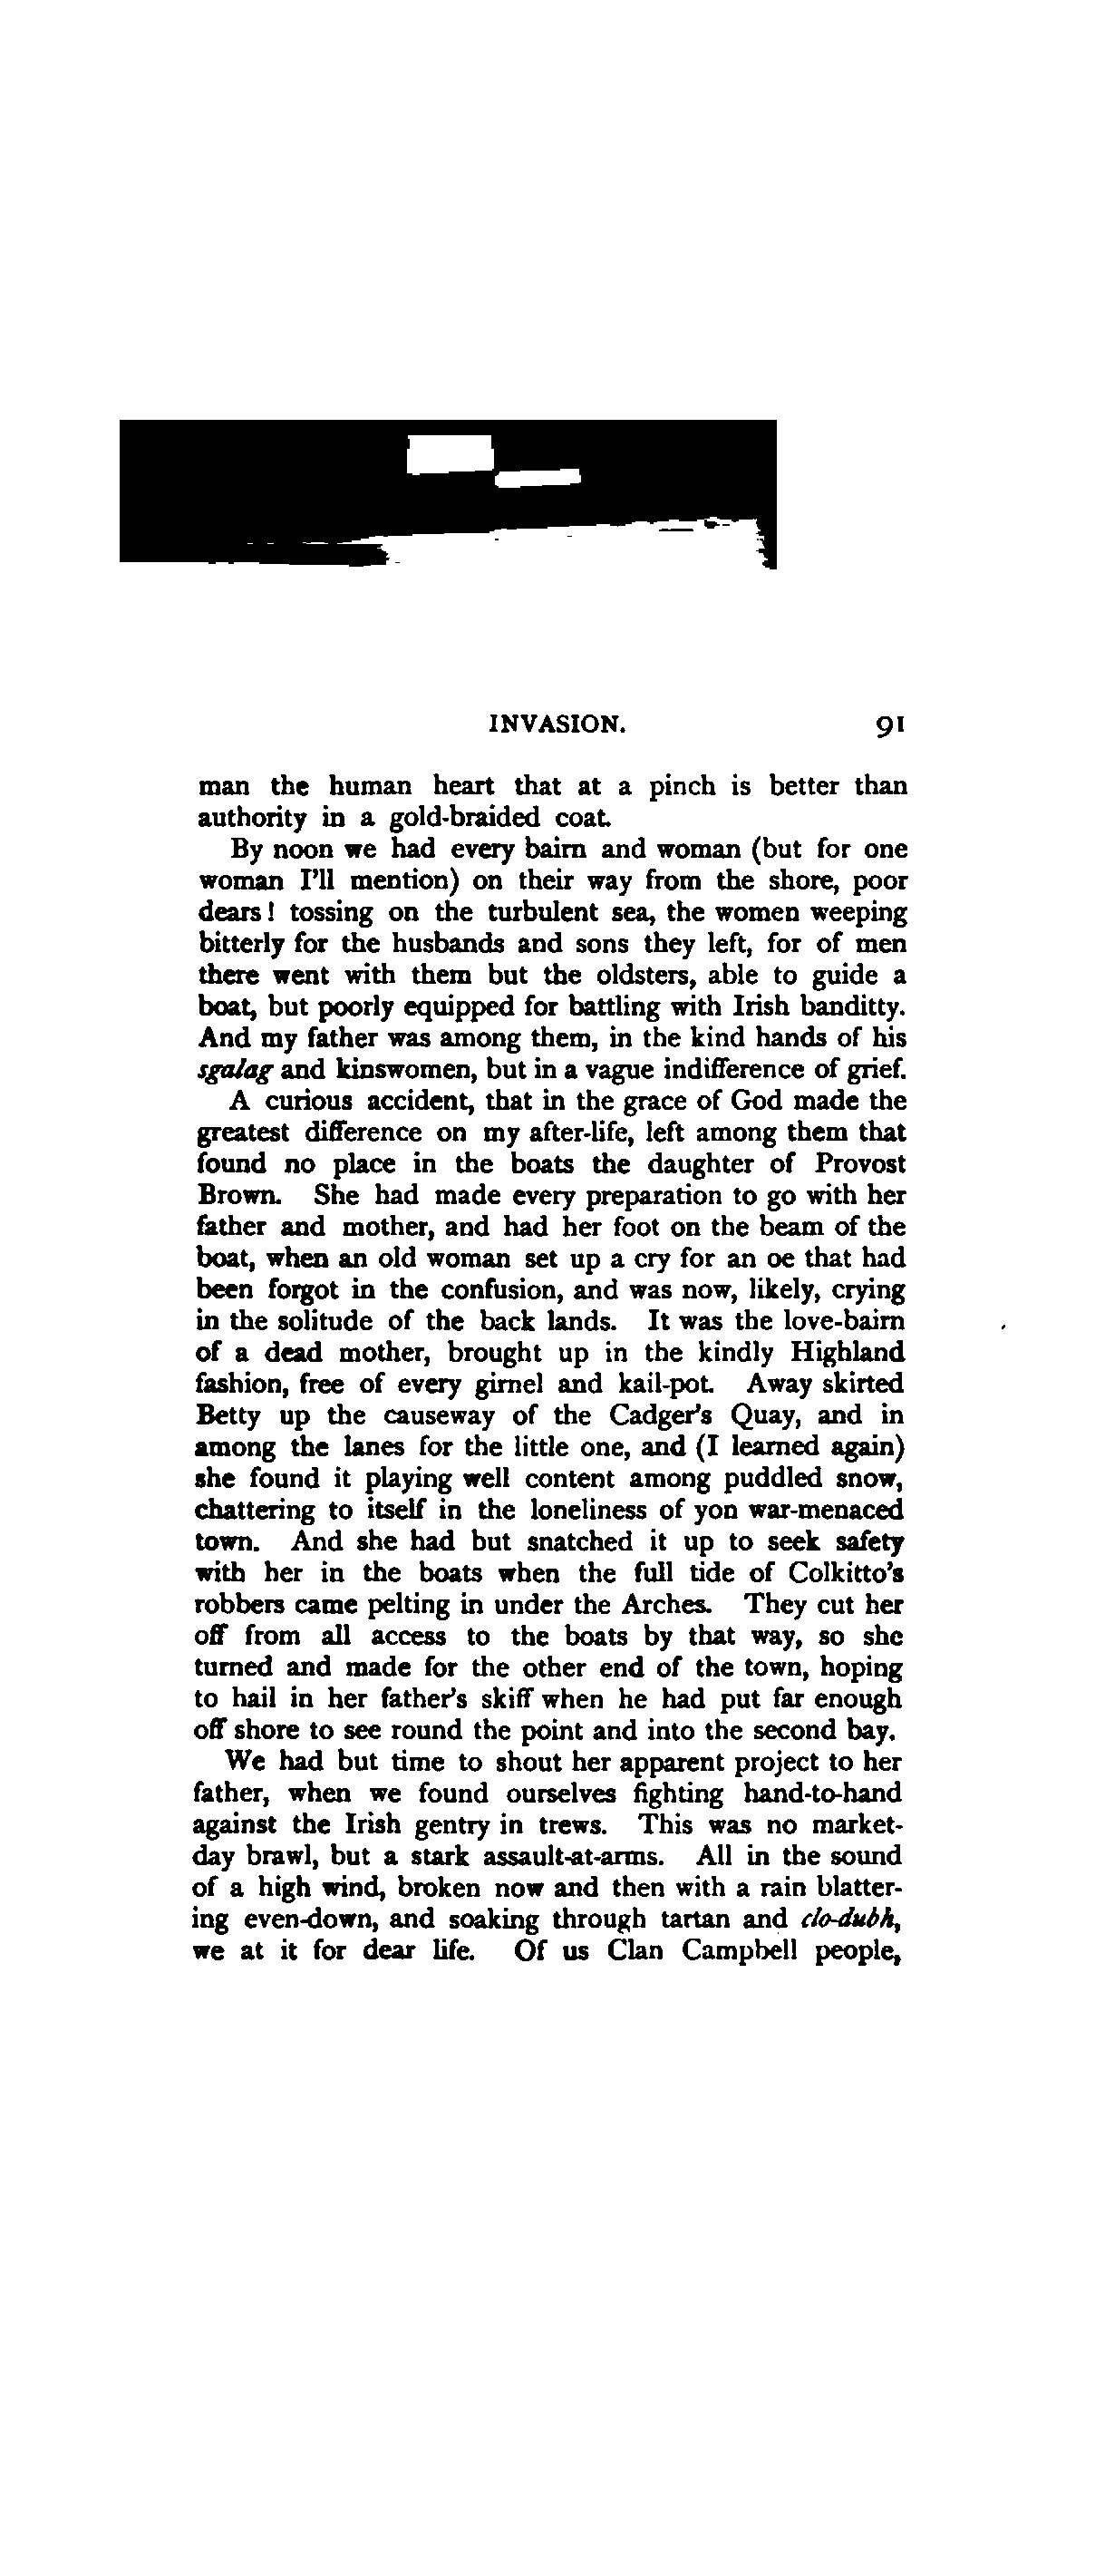 INVASION. 91
man the human heart that at a pinch is better than
authority in a gold-braided coat.
By noon we had every bairn and woman (but for one
woman I'll mention) on their way from the shore, poor
dears! tossing on the turbulent sea, the women weeping
bitterly for the husbands and sons they left, for of men
there went with them but the oldsters, able to guide a
boat, but poorly equipped for battling with Irish banditty.
And my father was among them, in the kind hands of his
sgalag and kinswomen, but in a vague indifference of grief.
A curious accident, that in the grace of God made the
greatest difference on my after-life, left among them that
found no place in the boats the daughter of Provost
Brown. She had made every preparation to go with her
father and mother, and had her foot on the beam of the
boat, when an old woman set up a cry for an oe that had
been forgot in the confusion, and was now, likely, crying
in the solitude of the back lands. It was the love-bairn
of a dead mother, brought up in the kindly Highland
fashion, free of every girnel and kail-pot. Away skirted
Betty up the causeway of the Cadger's Quay, and in
among the lanes for the little one, and (I learned again)
she found it playing well content among puddled snow,
chattering to itself in the loneliness of yon war-menaced
town. And she had but snatched it up to seek safety
with her in the boats when the full tide of Colkitto's
robbers came pelting in under the Arches. They cut her
off from all access to the boats by that way, so she
turned and made for the other end of the town, hoping
to hail in her father's skiff when he had put far enough
off shore to see round the point and into the second bay.
We had but time to shout her apparent project to her
father, when we found ourselves fighting hand-to-hand
against the Irish gentry in trews. This was no market-
day brawl, but a stark assault-at-arms. All in the sound
of a high wind, broken now and then with a rain blatter-
ing even-down, and soaking through tartan and clo-dubh,
we at it for dear life. Of us Clan Campbell people,